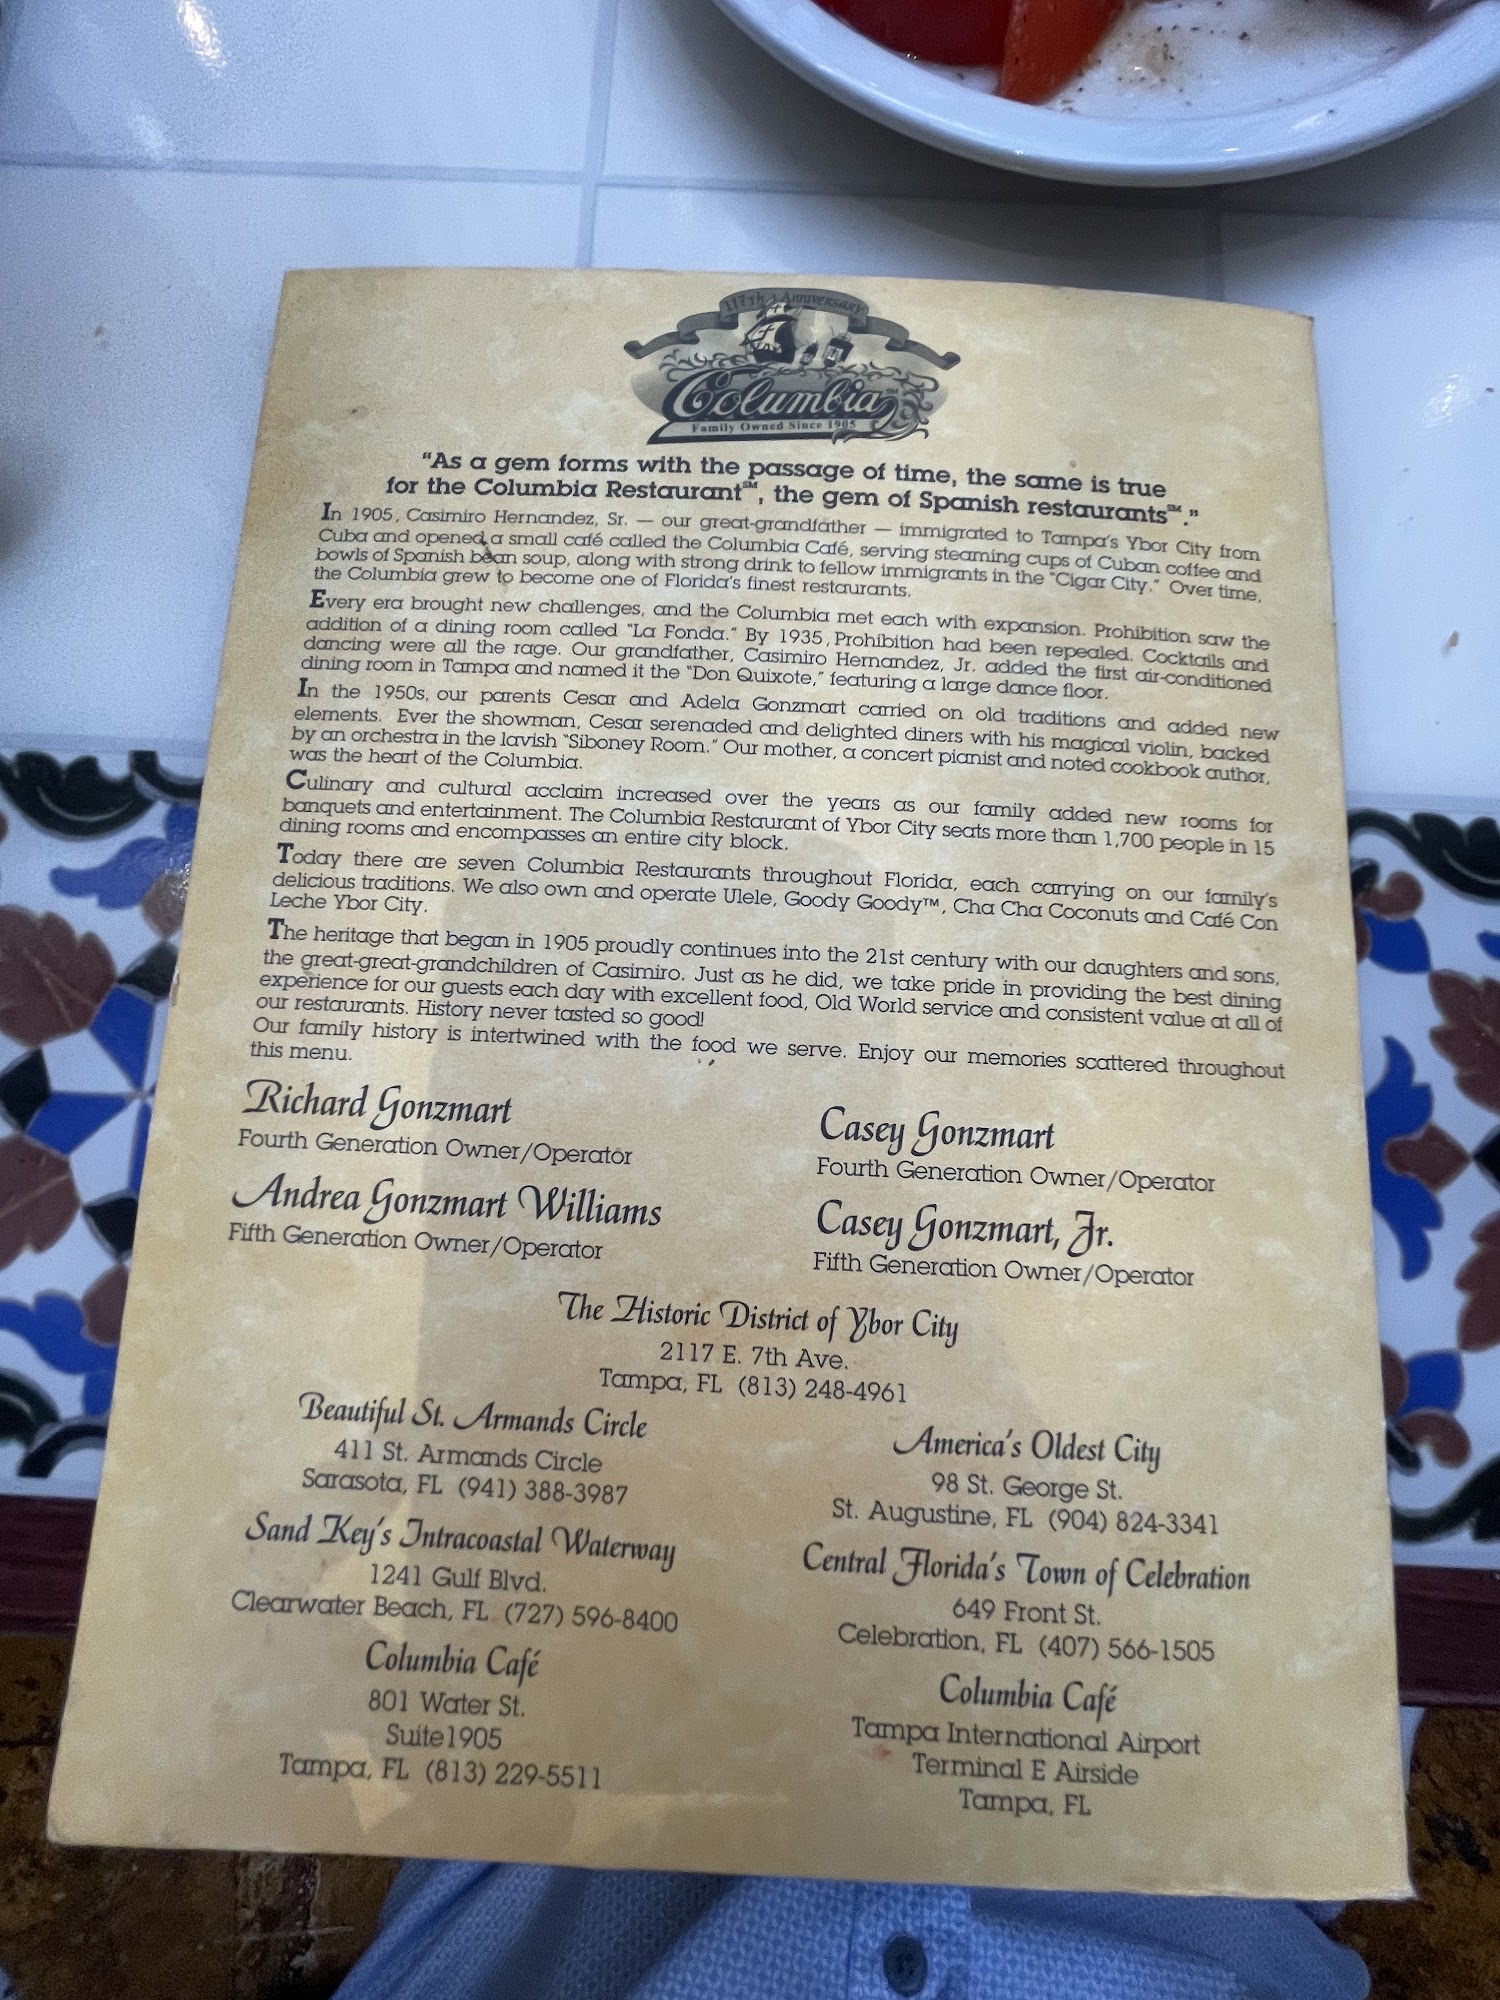 117th Anniversary
Columbia℠
Family Owned Since 1905
"As a gem forms with the passage of time, the same is true
for the Columbia Restaurant℠, the gem of Spanish restaurants℠."
In 1905, Casimiro Hernandez, Sr. — our great-grandfather — immigrated to Tampa's Ybor City from
Cuba and opened a small café called the Columbia Café, serving steaming cups of Cuban coffee and
bowls of Spanish bean soup, along with strong drink to fellow immigrants in the "Cigar City." Over time,
the Columbia grew to become one of Florida's finest restaurants.
Every era brought new challenges, and the Columbia met each with expansion. Prohibition saw the
addition of a dining room called "La Fonda." By 1935, Prohibition had been repealed. Cocktails and
dancing were all the rage. Our grandfather, Casimiro Hernandez, Jr. added the first air-conditioned
dining room in Tampa and named it the "Don Quixote," featuring a large dance floor.
In the 1950s, our parents Cesar and Adela Gonzmart carried on old traditions and added new
elements. Ever the showman, Cesar serenaded and delighted diners with his magical violin, backed
by an orchestra in the lavish "Siboney Room." Our mother, a concert pianist and noted cookbook author,
was the heart of the Columbia.
Culinary and cultural acclaim increased over the years as our family added new rooms for
banquets and entertainment. The Columbia Restaurant of Ybor City seats more than 1,700 people in 15
dining rooms and encompasses an entire city block.
Today there are seven Columbia Restaurants throughout Florida, each carrying on our family's
delicious traditions. We also own and operate Ulele, Goody Goody™, Cha Cha Coconuts and Café Con
Leche Ybor City.
The heritage that began in 1905 proudly continues into the 21st century with our daughters and sons,
the great-great-grandchildren of Casimiro. Just as he did, we take pride in providing the best dining
experience for our guests each day with excellent food, Old World service and consistent value at all of
our restaurants. History never tasted so good!
Our family history is intertwined with the food we serve. Enjoy our memories scattered throughout
this menu.
Richard Gonzmart
Fourth Generation Owner/Operator
Casey Gonzmart
Fourth Generation Owner/Operator
Andrea Gonzmart Williams
Fifth Generation Owner/Operator
Casey Gonzmart, Jr.
Fifth Generation Owner/Operator
The Historic District of Ybor City
2117 E. 7th Ave.
Tampa, FL (813) 248-4961
Beautiful St. Armands Circle
411 St. Armands Circle
Sarasota, FL (941) 388-3987
America's Oldest City
98 St. George St.
St. Augustine, FL (904) 824-3341
Sand Key's Intracoastal Waterway
1241 Gulf Blvd.
Clearwater Beach, FL (727) 596-8400
Central Florida's Town of Celebration
649 Front St.
Celebration, FL (407) 566-1505
Columbia Café
801 Water St.
Suite1905
Tampa, FL (813) 229-5511
Columbia Café
Tampa International Airport
Terminal E Airside
Tampa, FL